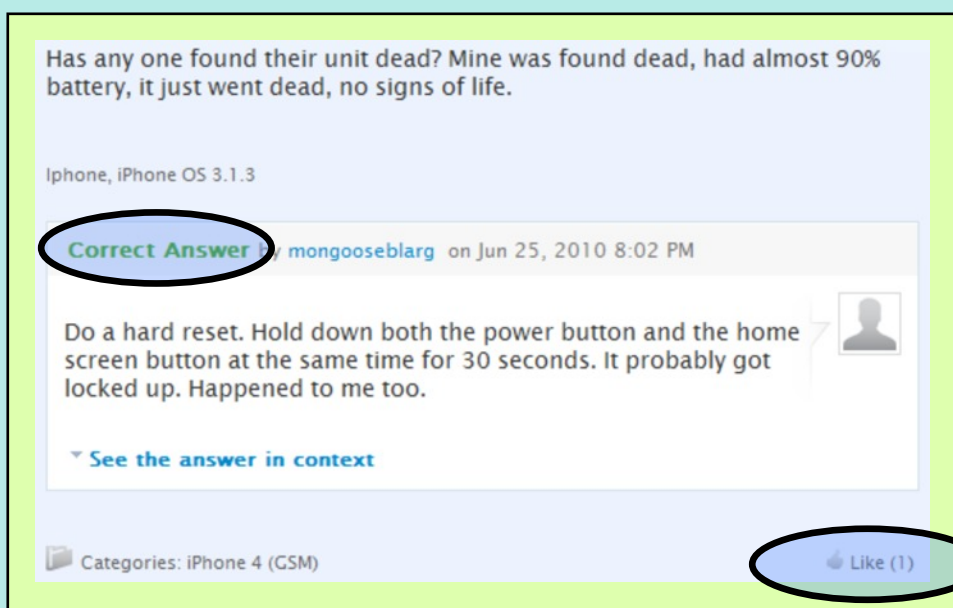 Has any one found their unit dead? Mine was found dead, had almost 90%
battery, it just went dead, no signs of life.
Iphone, iPhone OS 3.1.3
Correct Answer by mongooseblarg on Jun 25, 2010 8:02 PM
Do a hard reset. Hold down both the power button and the home
screen button at the same time for 30 seconds. It probably got
locked up. Happened to me too.
See the answer in context
Categories: iPhone 4 (GSM)
Like (1)